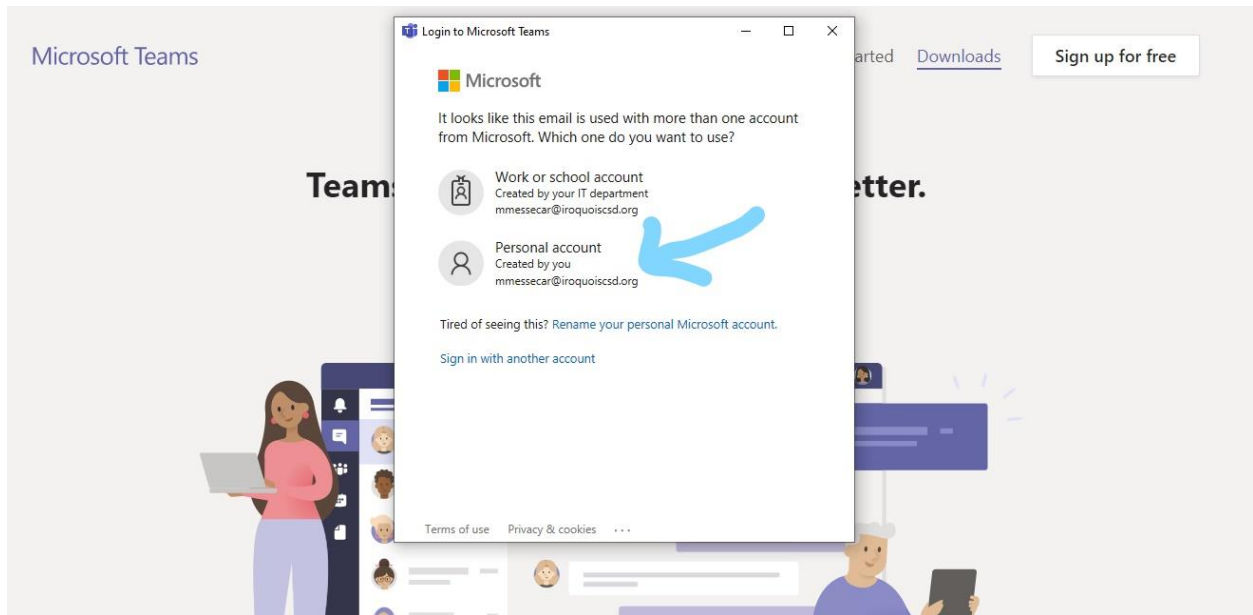 Login to Microsoft Teams
Microsoft Teams
arted Downloads Sign up for free
Microsoft
It looks like this email is used with more than one account
from Microsoft. Which one do you want to use?
Teams
etter.
Work or school account
Created by your IT department
mmessecar@iroquoiscsd.org
Personal account
Created by you
mmessecar@iroquoiscsd.org
Tired of seeing this? Rename your personal Microsoft account.
Sign in with another account
Terms of use Privacy & cookies ...